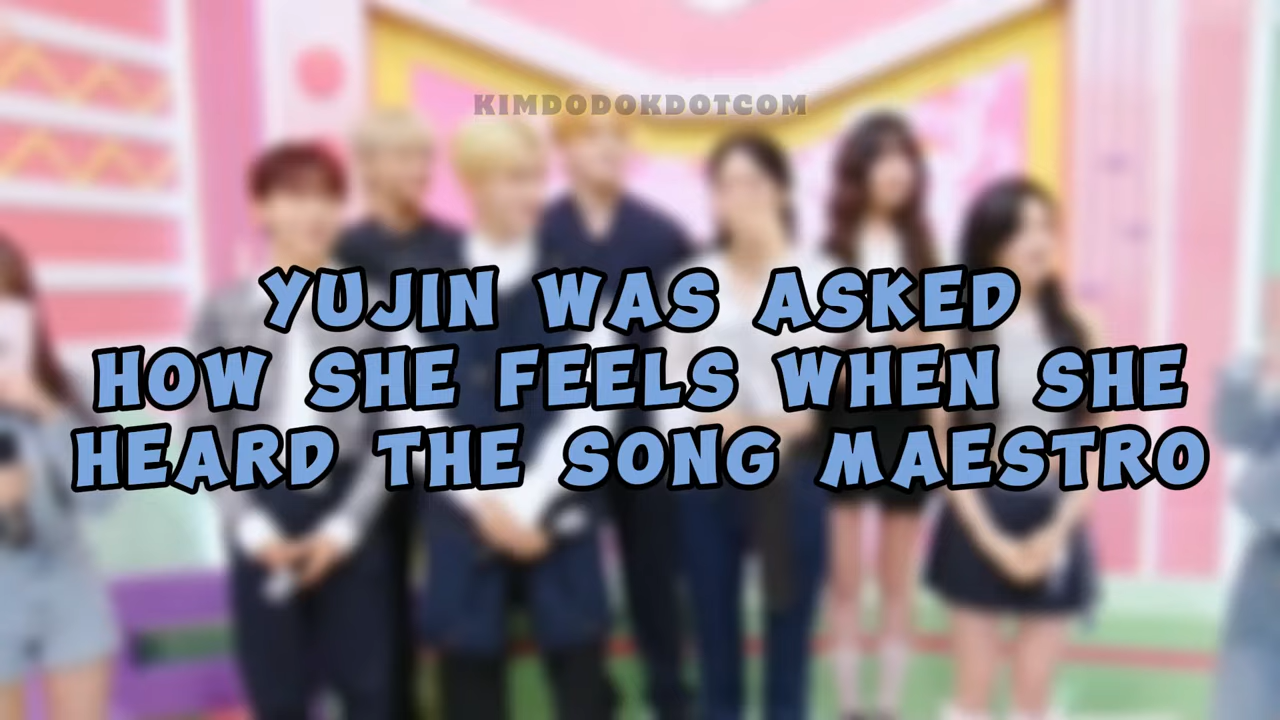 KIMDODOKDOTCOM
YUJIN WAS ASKED
HOW SHE FEELS WHEN SHE
HEARD THE SONG MAESTRO